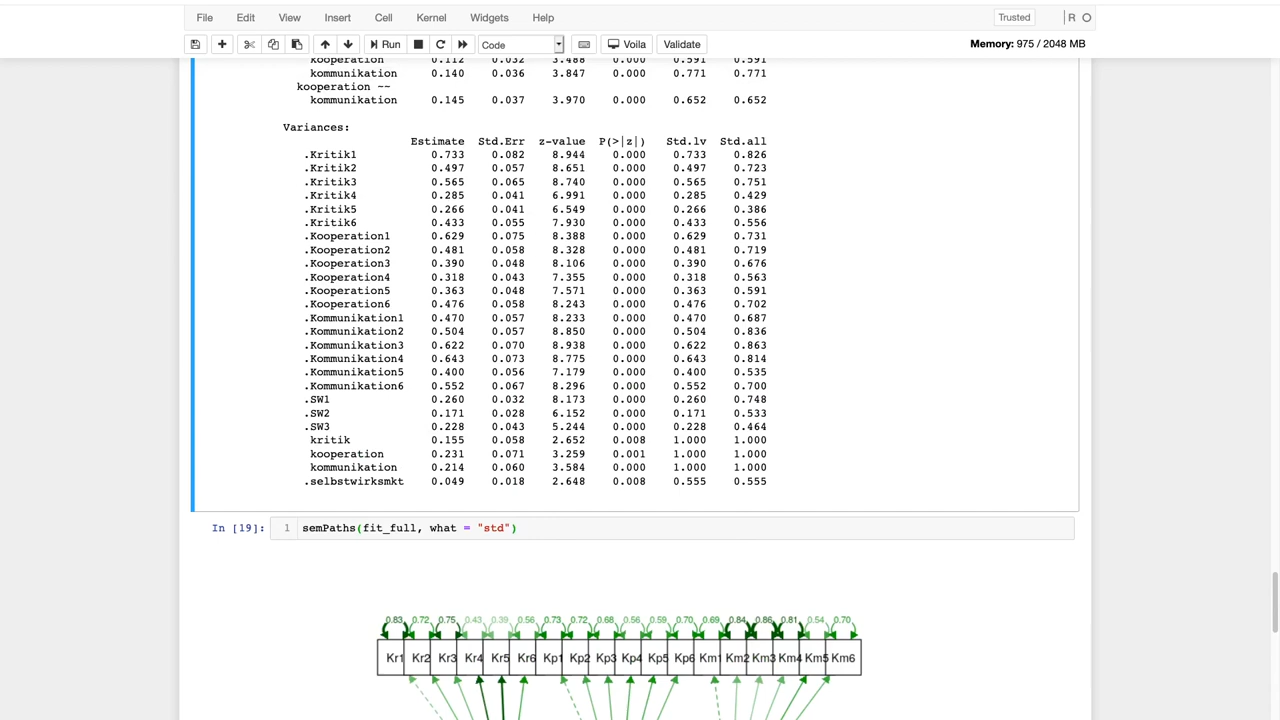 File Edit View Insert Cell Kernel Widgets Help Trusted R
Run Code Voila Validate Memory: 975 / 2048 MB
kooperation 0.112 0.032 3.488 0.000 0.591 0.591
kommunikation 0.140 0.036 3.847 0.000 0.771 0.771
kooperation ~~
kommunikation 0.145 0.037 3.970 0.000 0.652 0.652
Variances:
Estimate Std.Err z-value P(>|z|) Std.lv Std.all
.Kritik1 0.733 0.082 8.944 0.000 0.733 0.826
.Kritik2 0.497 0.057 8.651 0.000 0.497 0.723
.Kritik3 0.565 0.065 8.740 0.000 0.565 0.751
.Kritik4 0.285 0.041 6.991 0.000 0.285 0.429
.Kritik5 0.266 0.041 6.549 0.000 0.266 0.386
.Kritik6 0.433 0.055 7.930 0.000 0.433 0.556
.Kooperation1 0.629 0.075 8.388 0.000 0.629 0.731
.Kooperation2 0.481 0.058 8.328 0.000 0.481 0.719
.Kooperation3 0.390 0.048 8.106 0.000 0.390 0.676
.Kooperation4 0.318 0.043 7.355 0.000 0.318 0.563
.Kooperation5 0.363 0.048 7.571 0.000 0.363 0.591
.Kooperation6 0.476 0.058 8.243 0.000 0.476 0.702
.Kommunikation1 0.470 0.057 8.233 0.000 0.470 0.687
.Kommunikation2 0.504 0.057 8.850 0.000 0.504 0.836
.Kommunikation3 0.622 0.070 8.938 0.000 0.622 0.863
.Kommunikation4 0.643 0.073 8.775 0.000 0.643 0.814
.Kommunikation5 0.400 0.056 7.179 0.000 0.400 0.535
.Kommunikation6 0.552 0.067 8.296 0.000 0.552 0.700
.SW1 0.260 0.032 8.173 0.000 0.260 0.748
.SW2 0.171 0.028 6.152 0.000 0.171 0.533
.SW3 0.228 0.043 5.244 0.000 0.228 0.464
kritik 0.155 0.058 2.652 0.008 1.000 1.000
kooperation 0.231 0.071 3.259 0.001 1.000 1.000
kommunikation 0.214 0.060 3.584 0.000 1.000 1.000
.selbstwirksmkt 0.049 0.018 2.648 0.008 0.555 0.555
In [19]: 1 semPaths(fit_full, what = "std")
0.83 0.72 0.75 0.43 0.39 0.56 0.73 0.72 0.68 0.56 0.59 0.70 0.69 0.84 0.86 0.81 0.54 0.70
Kr1 Kr2 Kr3 Kr4 Kr5 Kr6 Kp1 Kp2 Kp3 Kp4 Kp5 Kp6 Km1 Km2 Km3 Km4 Km5 Km6